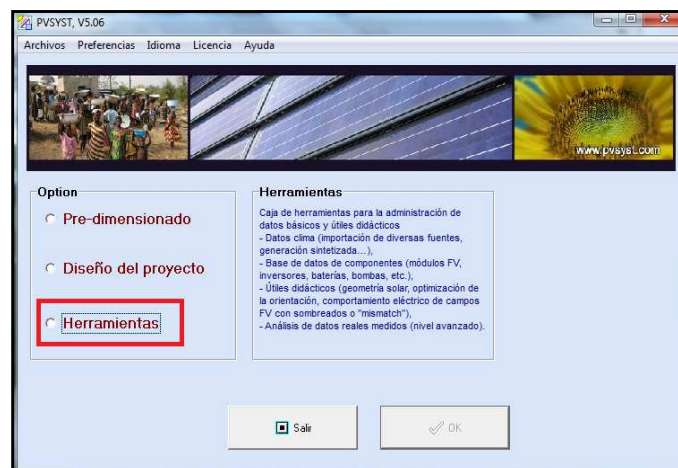 PVSYST, V5.06
Archivos Preferencias Idioma Licencia Ayuda
www.pvsyst.com
Option
Pre-dimensionado
Diseño del proyecto
Herramientas
Herramientas
Caja de herramientas para la administración de
datos básicos y útiles didácticos
- Datos clima (importación de diversas fuentes,
generación sintetizada...),
- Base de datos de componentes (módulos FV,
inversores, baterías, bombas, etc.),
- Útiles didácticos (geometría solar, optimización de
la orientación, comportamiento eléctrico de campos
FV con sombreados o "mismatch"),
- Análisis de datos reales medidos (nivel avanzado).
Salir
OK